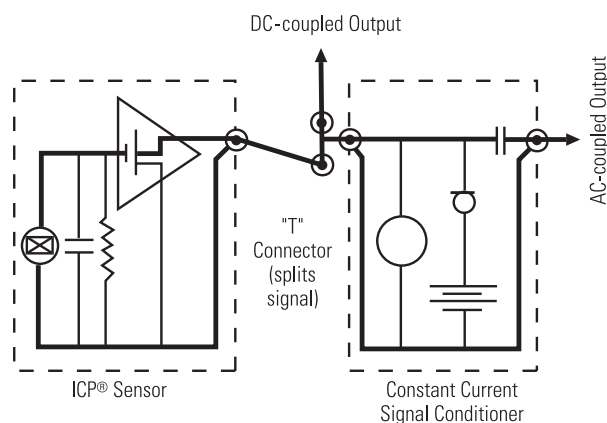 DC-coupled Output
AC-coupled Output
"T"
Connector
(splits
signal)
ICP® Sensor
Constant Current
Signal Conditioner